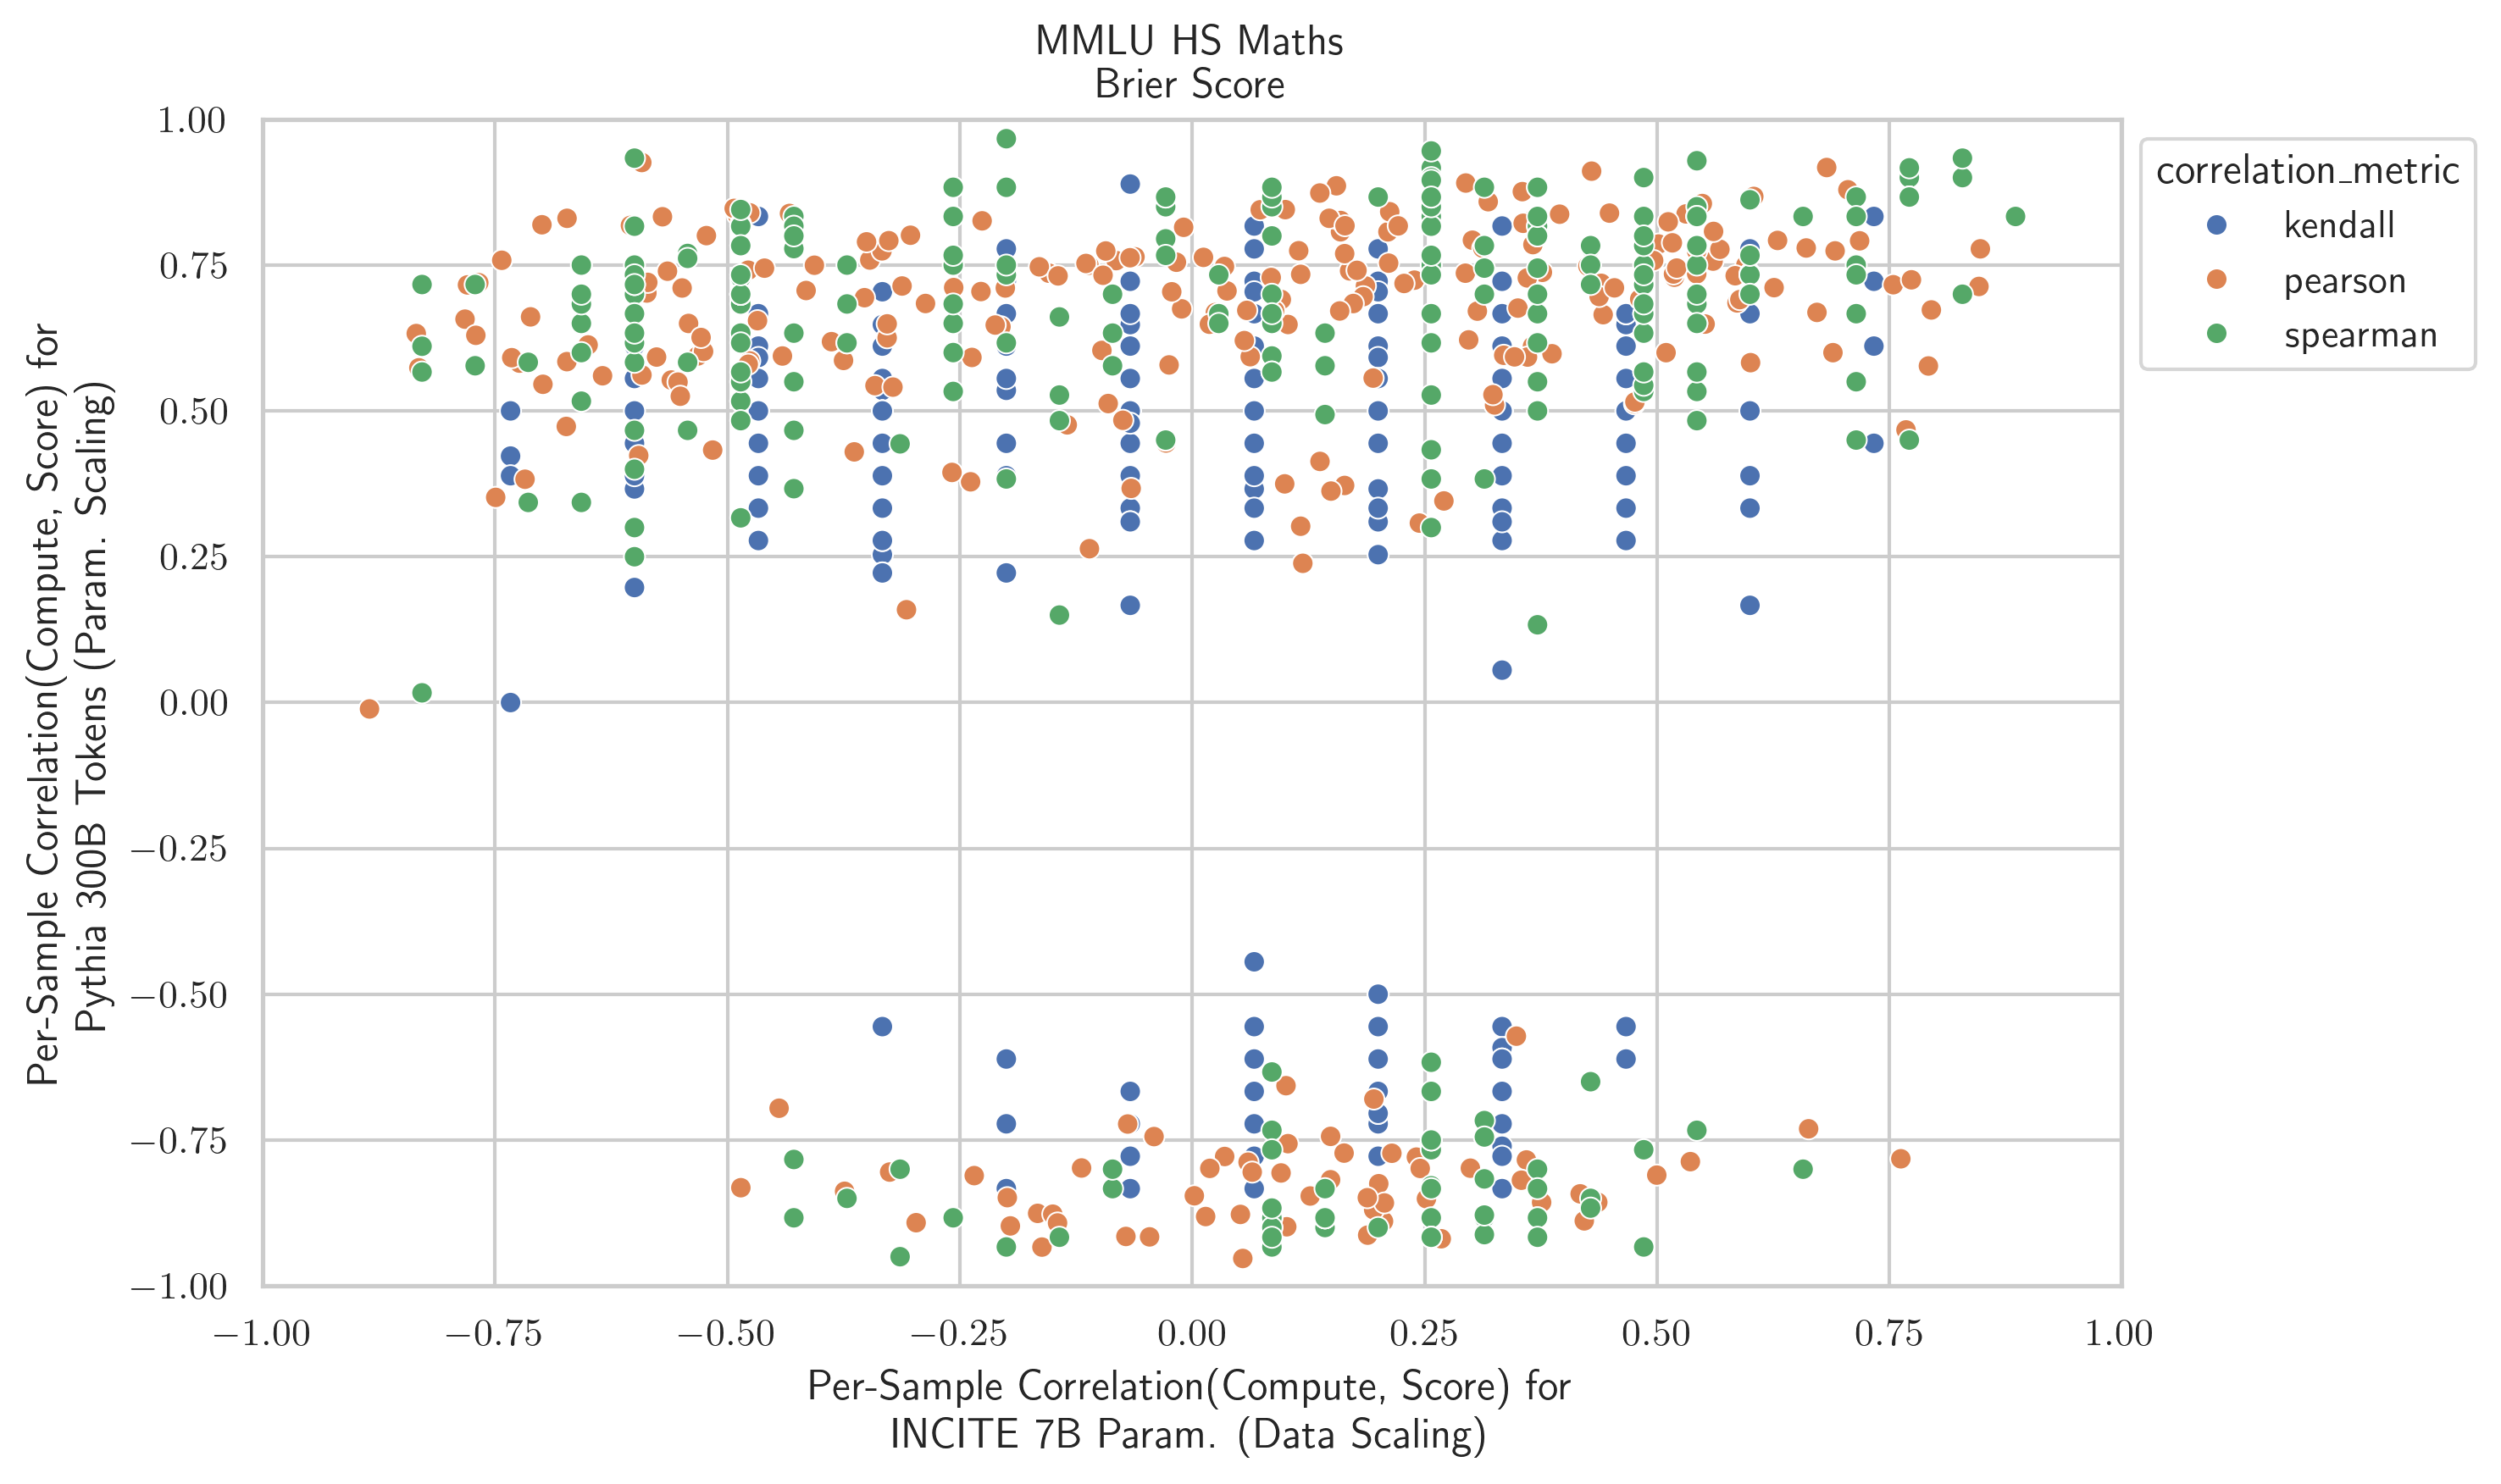 MMLU HS Maths
Brier Score
Per-Sample Correlation(Compute, Score) for
Pythia 300B Tokens (Param. Scaling)
1.00
0.75
0.50
0.25
0.00
−0.25
−0.50
−0.75
−1.00
−1.00 −0.75 −0.50 −0.25 0.00 0.25 0.50 0.75 1.00
Per-Sample Correlation(Compute, Score) for
INCITE 7B Param. (Data Scaling)
correlation_metric
kendall
pearson
spearman